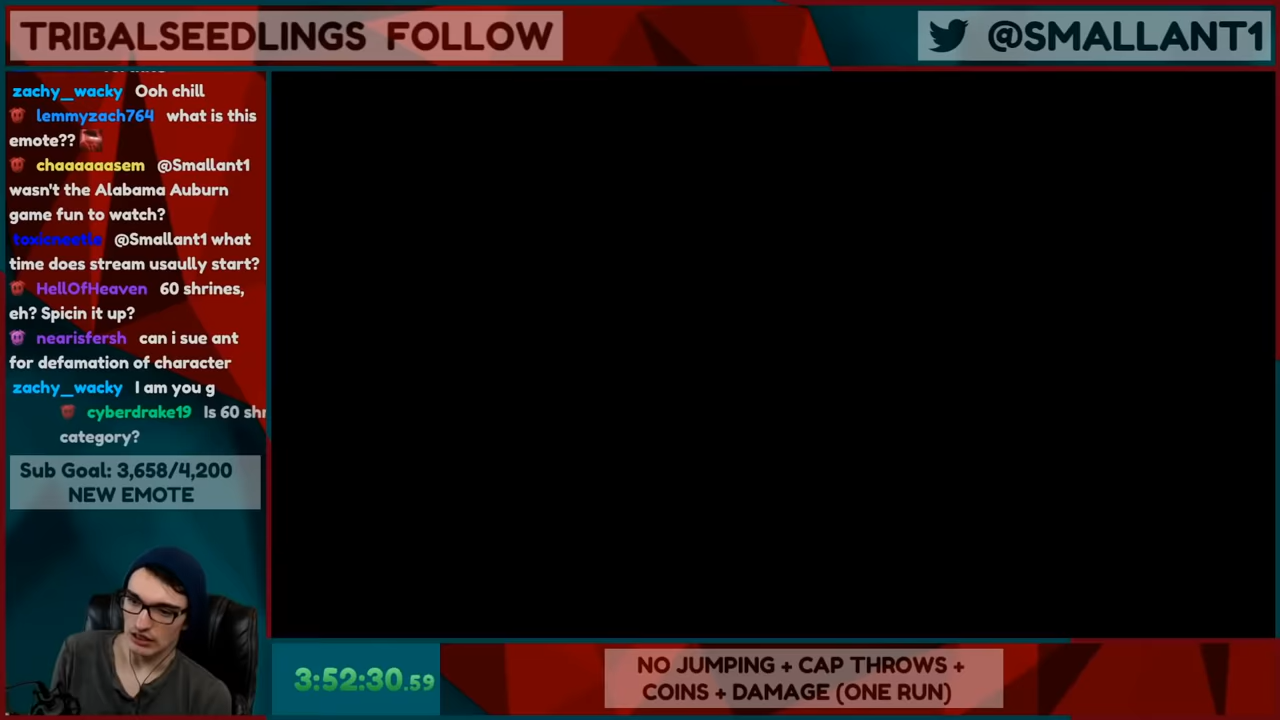 TRIBALSEEDLINGS FOLLOW
@SMALLANT1
zachy_wacky Ooh chill
lemmyzach764 what is this
emote??
chaaaaaasem @Smallant1
wasn't the Alabama Auburn
game fun to watch?
@Smallant1 what
time does stream usaully start?
HellOfHeaven 60 shrines,
eh? Spicin it up?
nearisfersh can i sue ant
for defamation of character
zachy_wacky I am you g
cyberdrake19 Is 60 shr
category?
Sub Goal: 3,658/4,200
NEW EMOTE
3:52:30.59
NO JUMPING + CAP THROWS +
COINS + DAMAGE (ONE RUN)